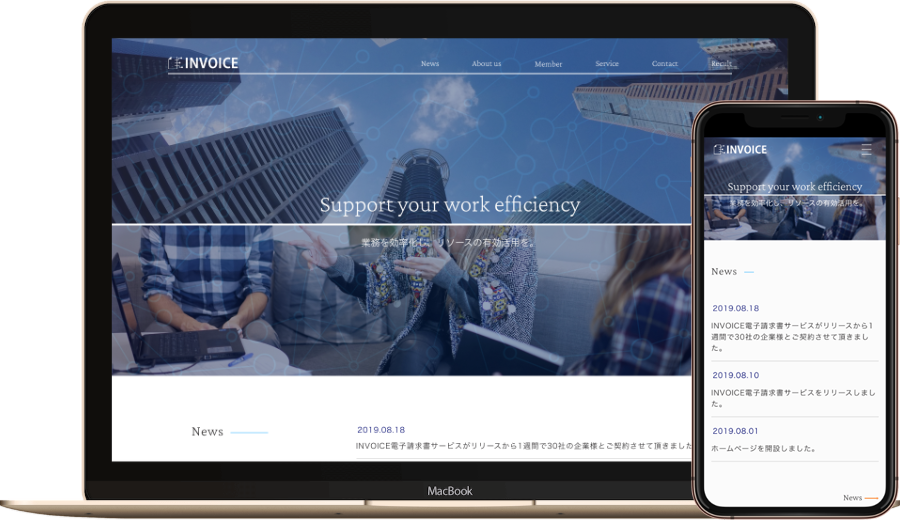 INVOICE
News About us Member Service Contact
Support your work efficiency
業務を効率化し、リソースの有効活用を。
News
2019.08.18
INVOICE電子請求書サービスがリリースから1週間で30社の企業様とご契約させて頂きました
MacBook
INVOICE
Support your work efficiency
業務を効率化し、リソースの有効活用を。
News
2019.08.18
INVOICE電子請求書サービスがリリースから1
週間で30社の企業様とご契約させて頂きまし
た。
2019.08.10
INVOICE電子請求書サービスをリリースしまし
た。
2019.08.01
ホームページを開設しました。
News